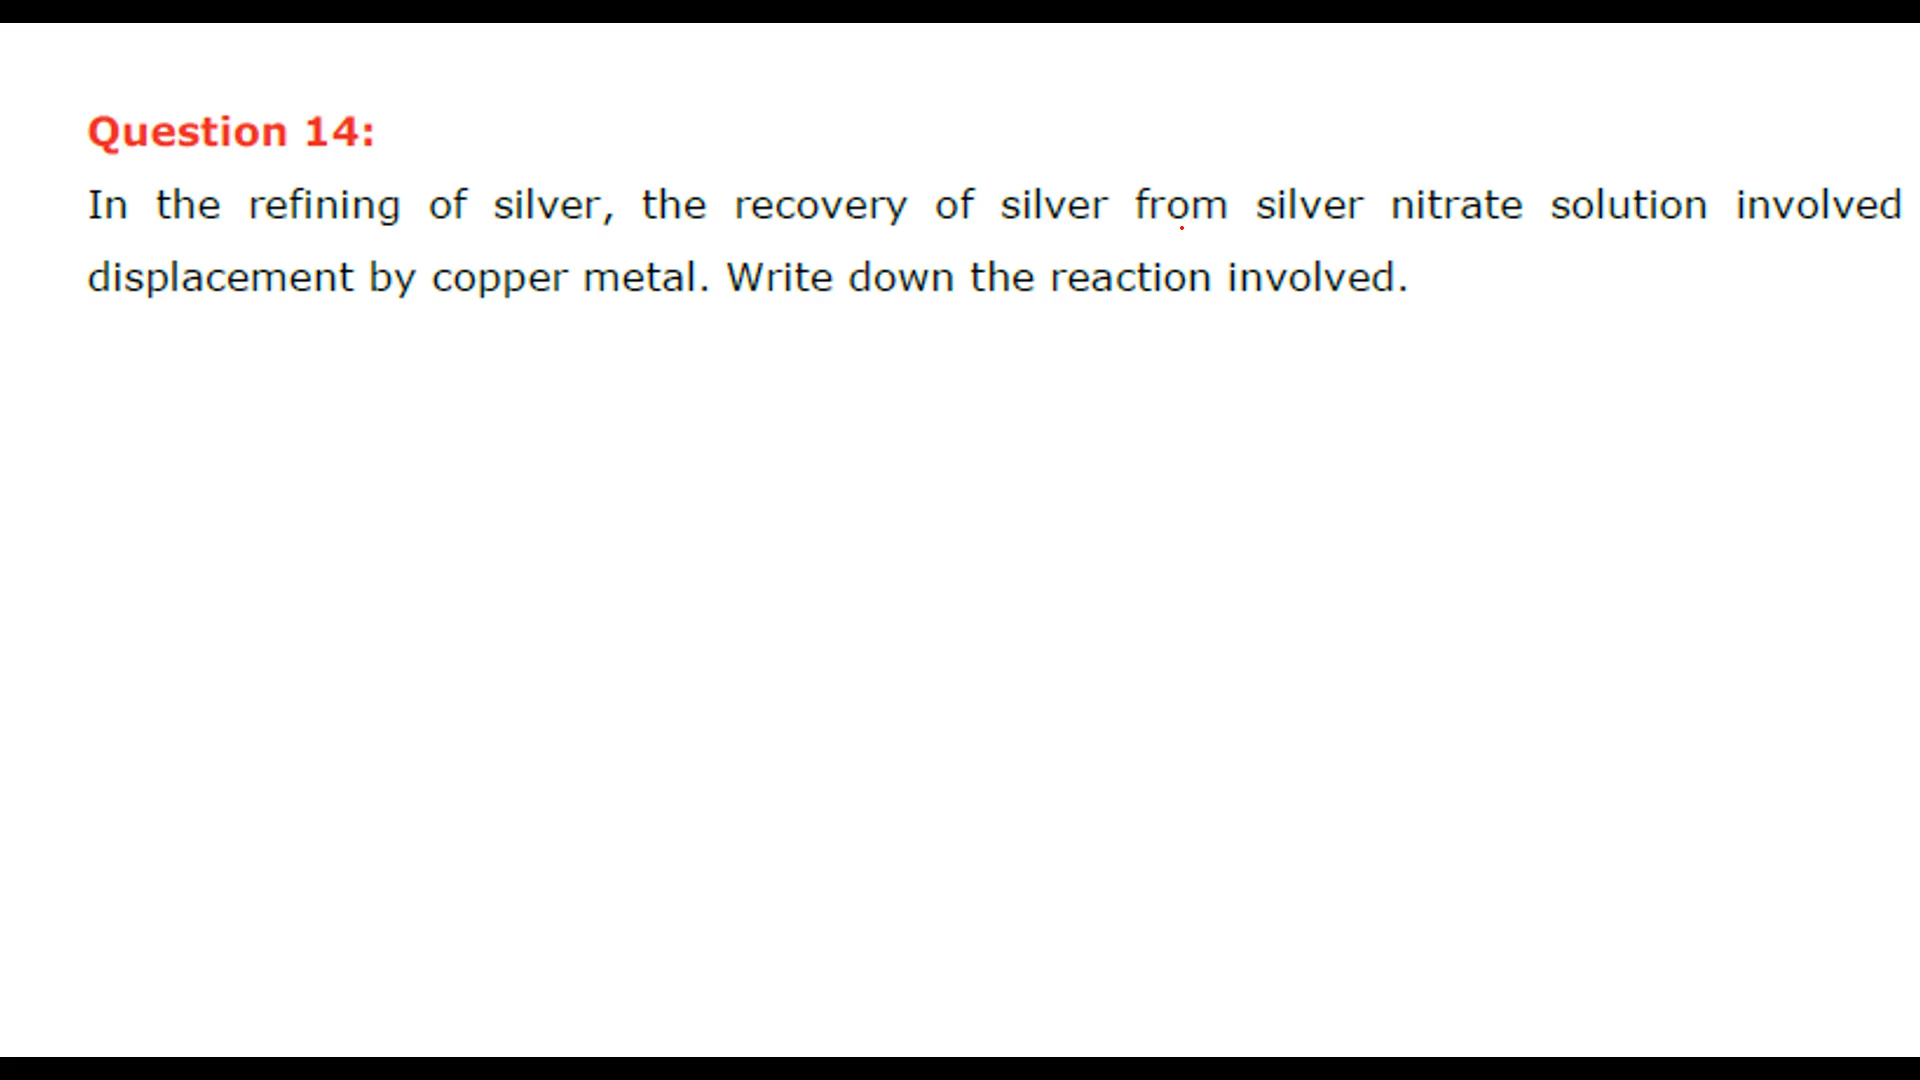 Question 14:
In the refining of silver, the recovery of silver from silver nitrate solution involved
displacement by copper metal. Write down the reaction involved.